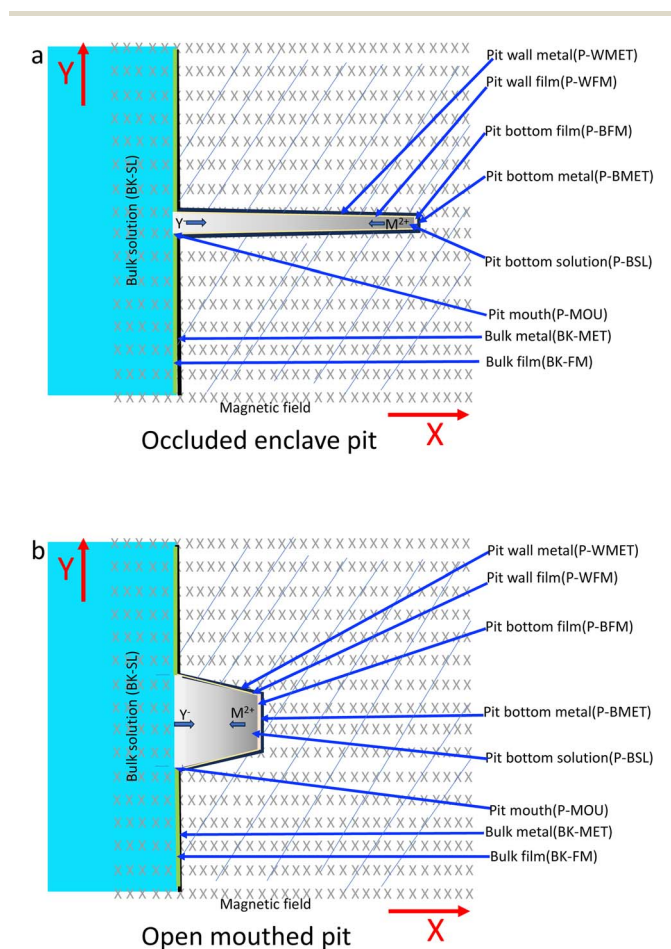 a
Y
Bulk solution (BK-SL)
Pit wall metal(P-WMET)
Pit wall film(P-WFM)
Pit bottom film(P-BFM)
Pit bottom metal(P-BMET)
Y⁻
M²⁺
Pit bottom solution(P-BSL)
Pit mouth(P-MOU)
Bulk metal(BK-MET)
Bulk film(BK-FM)
Magnetic field
X
Occluded enclave pit
b
Y
Bulk solution (BK-SL)
Pit wall metal(P-WMET)
Pit wall film(P-WFM)
Pit bottom film(P-BFM)
Y⁻
M²⁺
Pit bottom metal(P-BMET)
Pit bottom solution(P-BSL)
Pit mouth(P-MOU)
Bulk metal(BK-MET)
Bulk film(BK-FM)
Magnetic field
X
Open mouthed pit